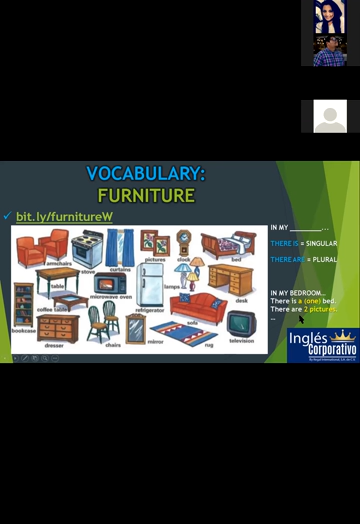 VOCABULARY:
FURNITURE
✓ bit.ly/furnitureW
IN MY ________...
THERE IS = SINGULAR
THERE ARE = PLURAL
IN MY BEDROOM...
There is a (one) bed.
There are 2 pictures.
...
armchairs
stove
curtains
pictures
clock
bed
table
microwave oven
refrigerator
lamps
desk
coffee table
sofa
bookcase
dresser
chairs
mirror
rug
television
Inglés
Corporativo